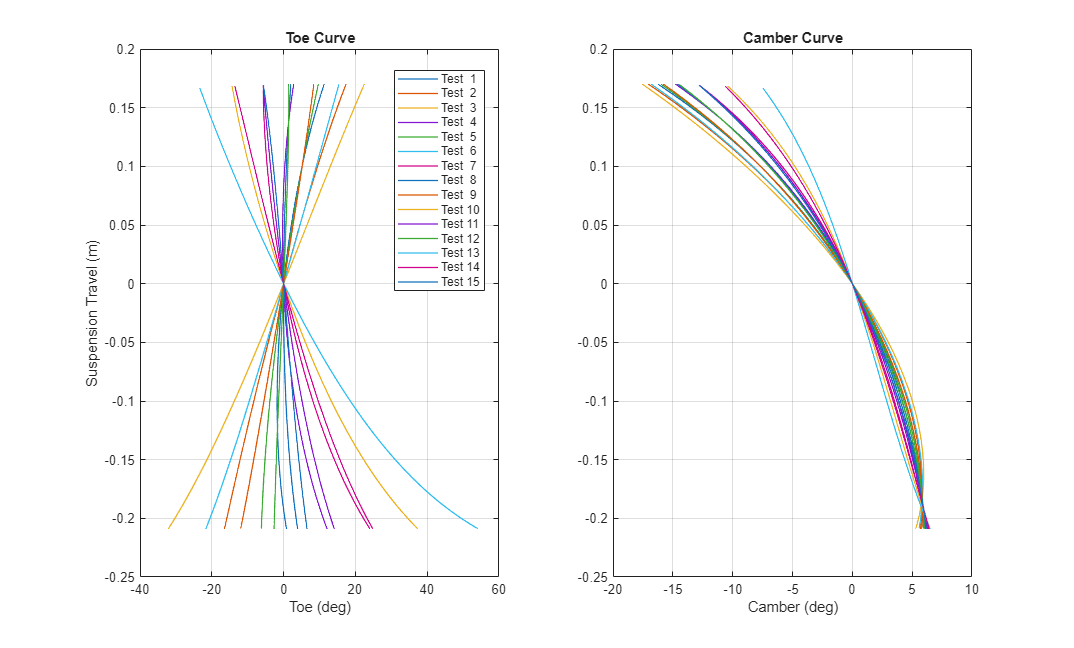 Toe Curve
0.2
0.15
0.1
0.05
0
-0.05
-0.1
-0.15
-0.2
-0.25
Suspension Travel (m)
-40 -20 0 20 40 60
Toe (deg)
Test 1
Test 2
Test 3
Test 4
Test 5
Test 6
Test 7
Test 8
Test 9
Test 10
Test 11
Test 12
Test 13
Test 14
Test 15
Camber Curve
0.2
0.15
0.1
0.05
0
-0.05
-0.1
-0.15
-0.2
-0.25
-20 -15 -10 -5 0 5 10
Camber (deg)